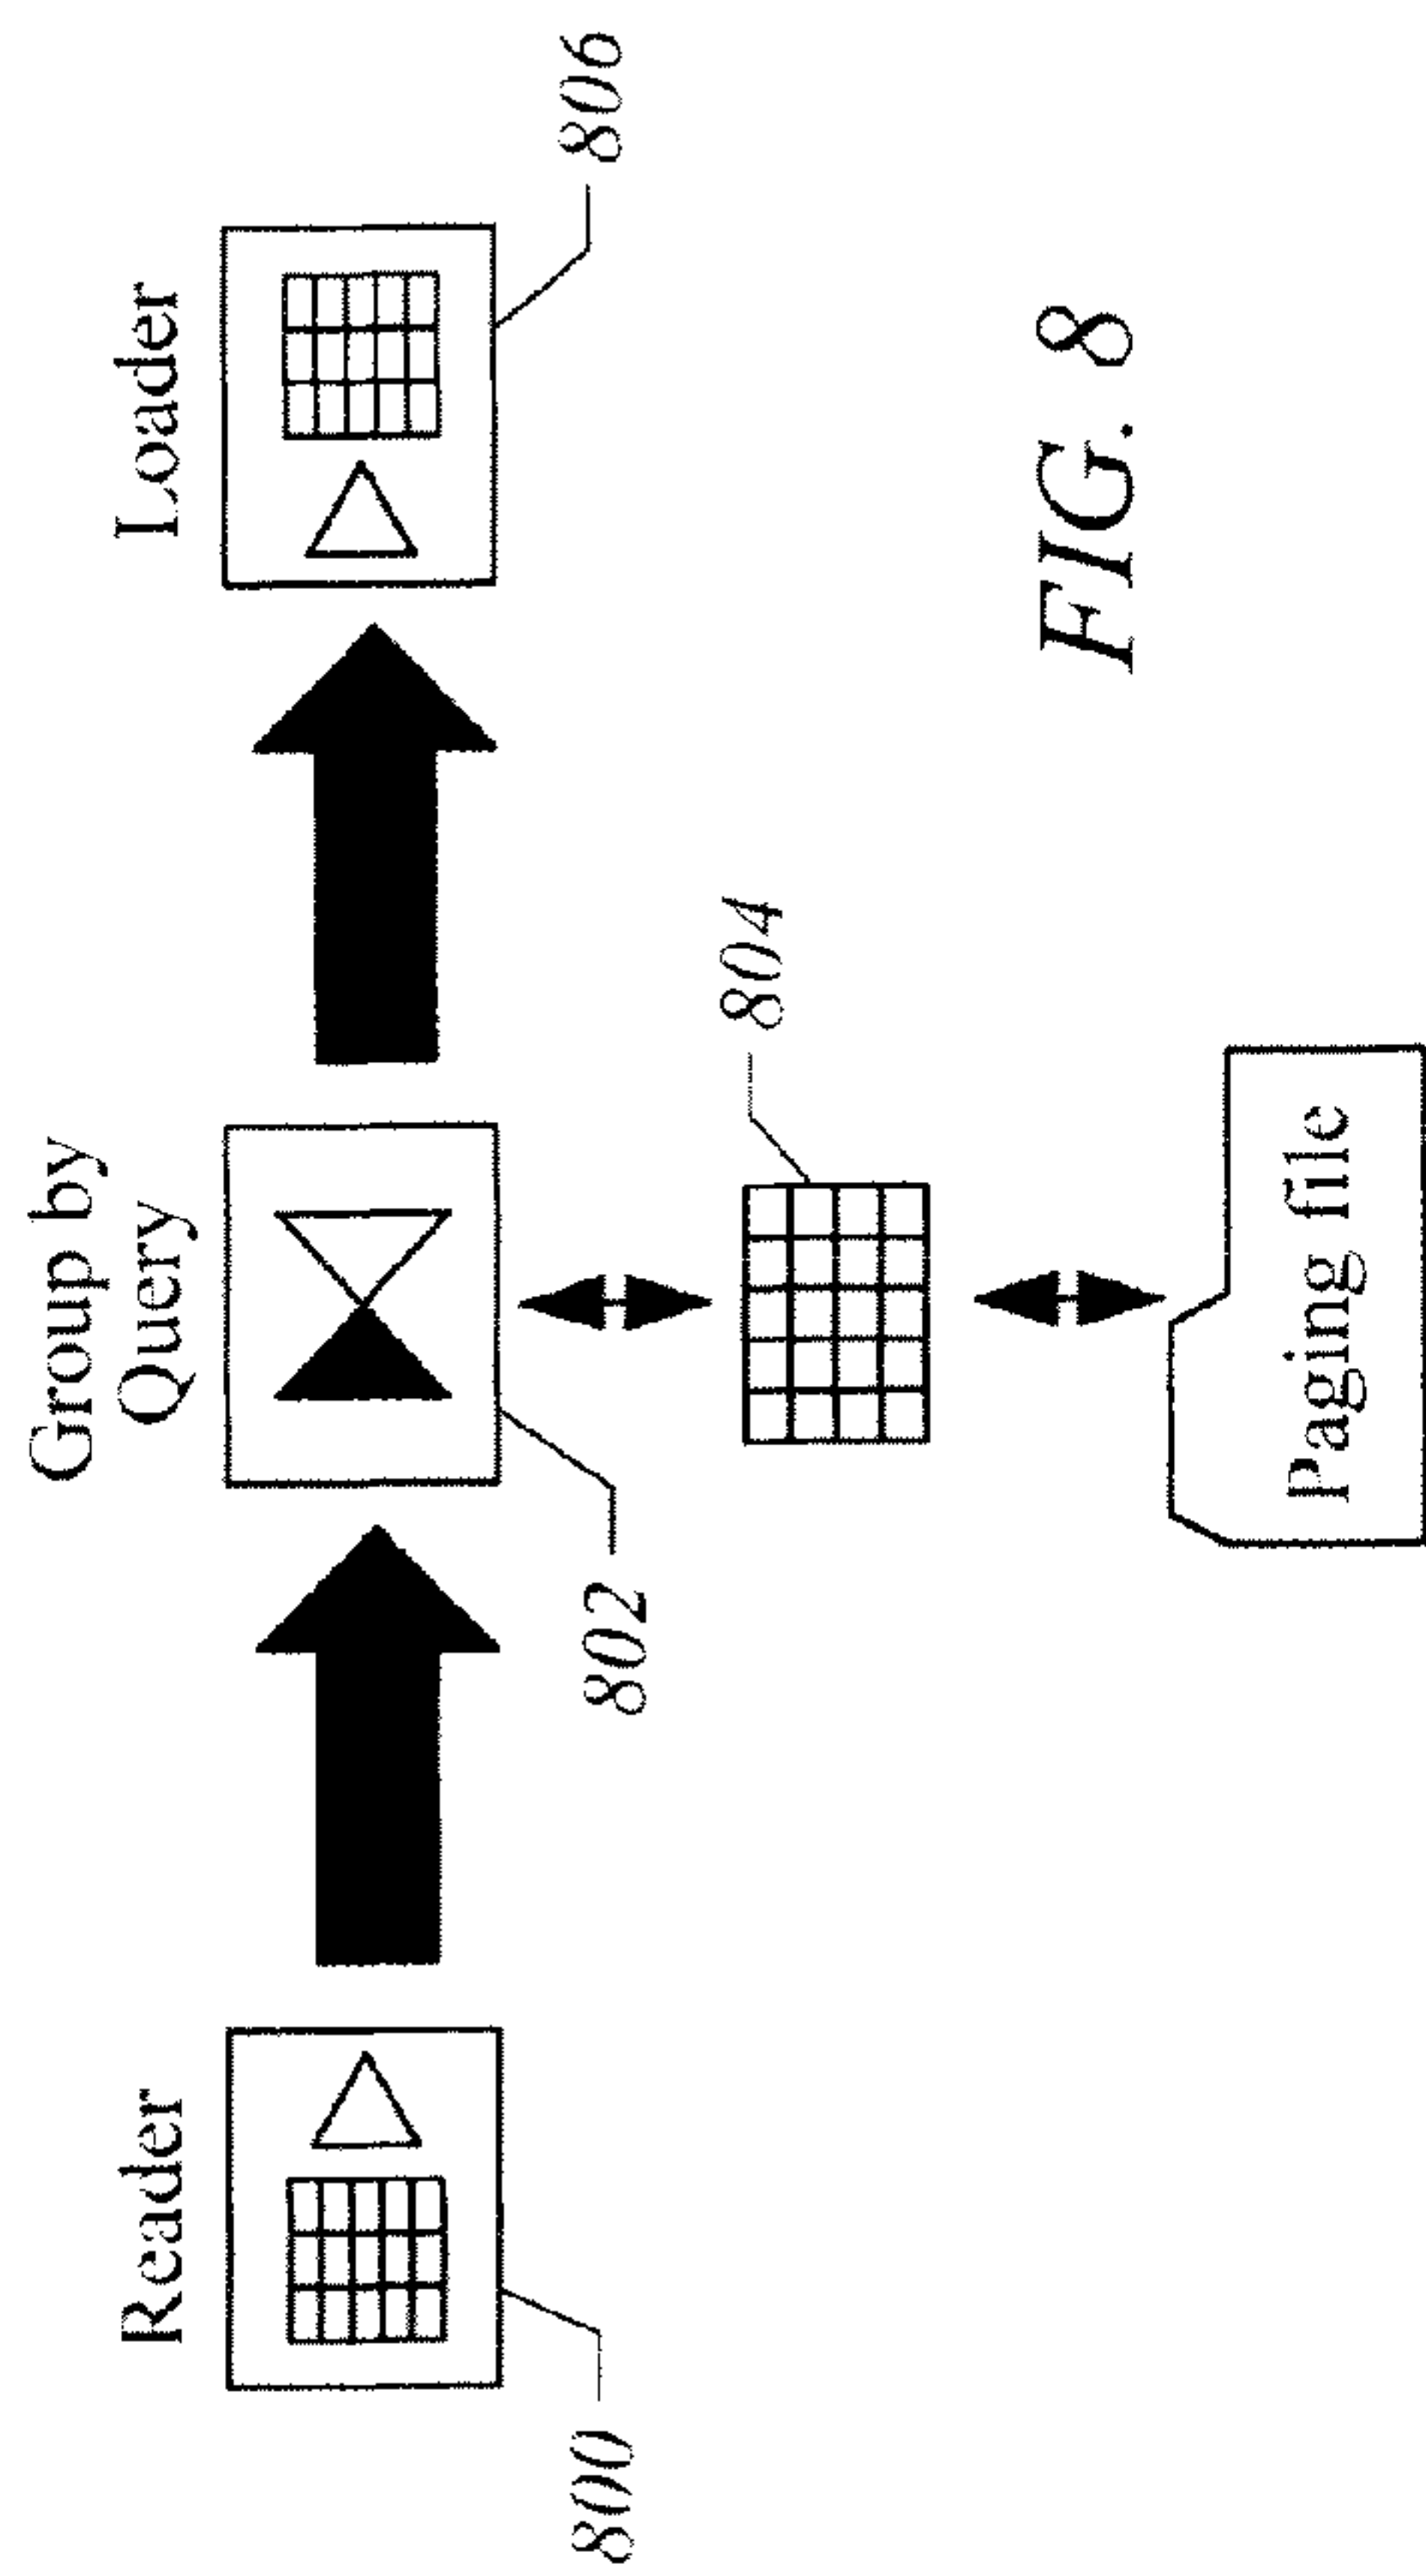 Reader
Group by
Query
Loader
800
802
804
806
Paging file
FIG. 8